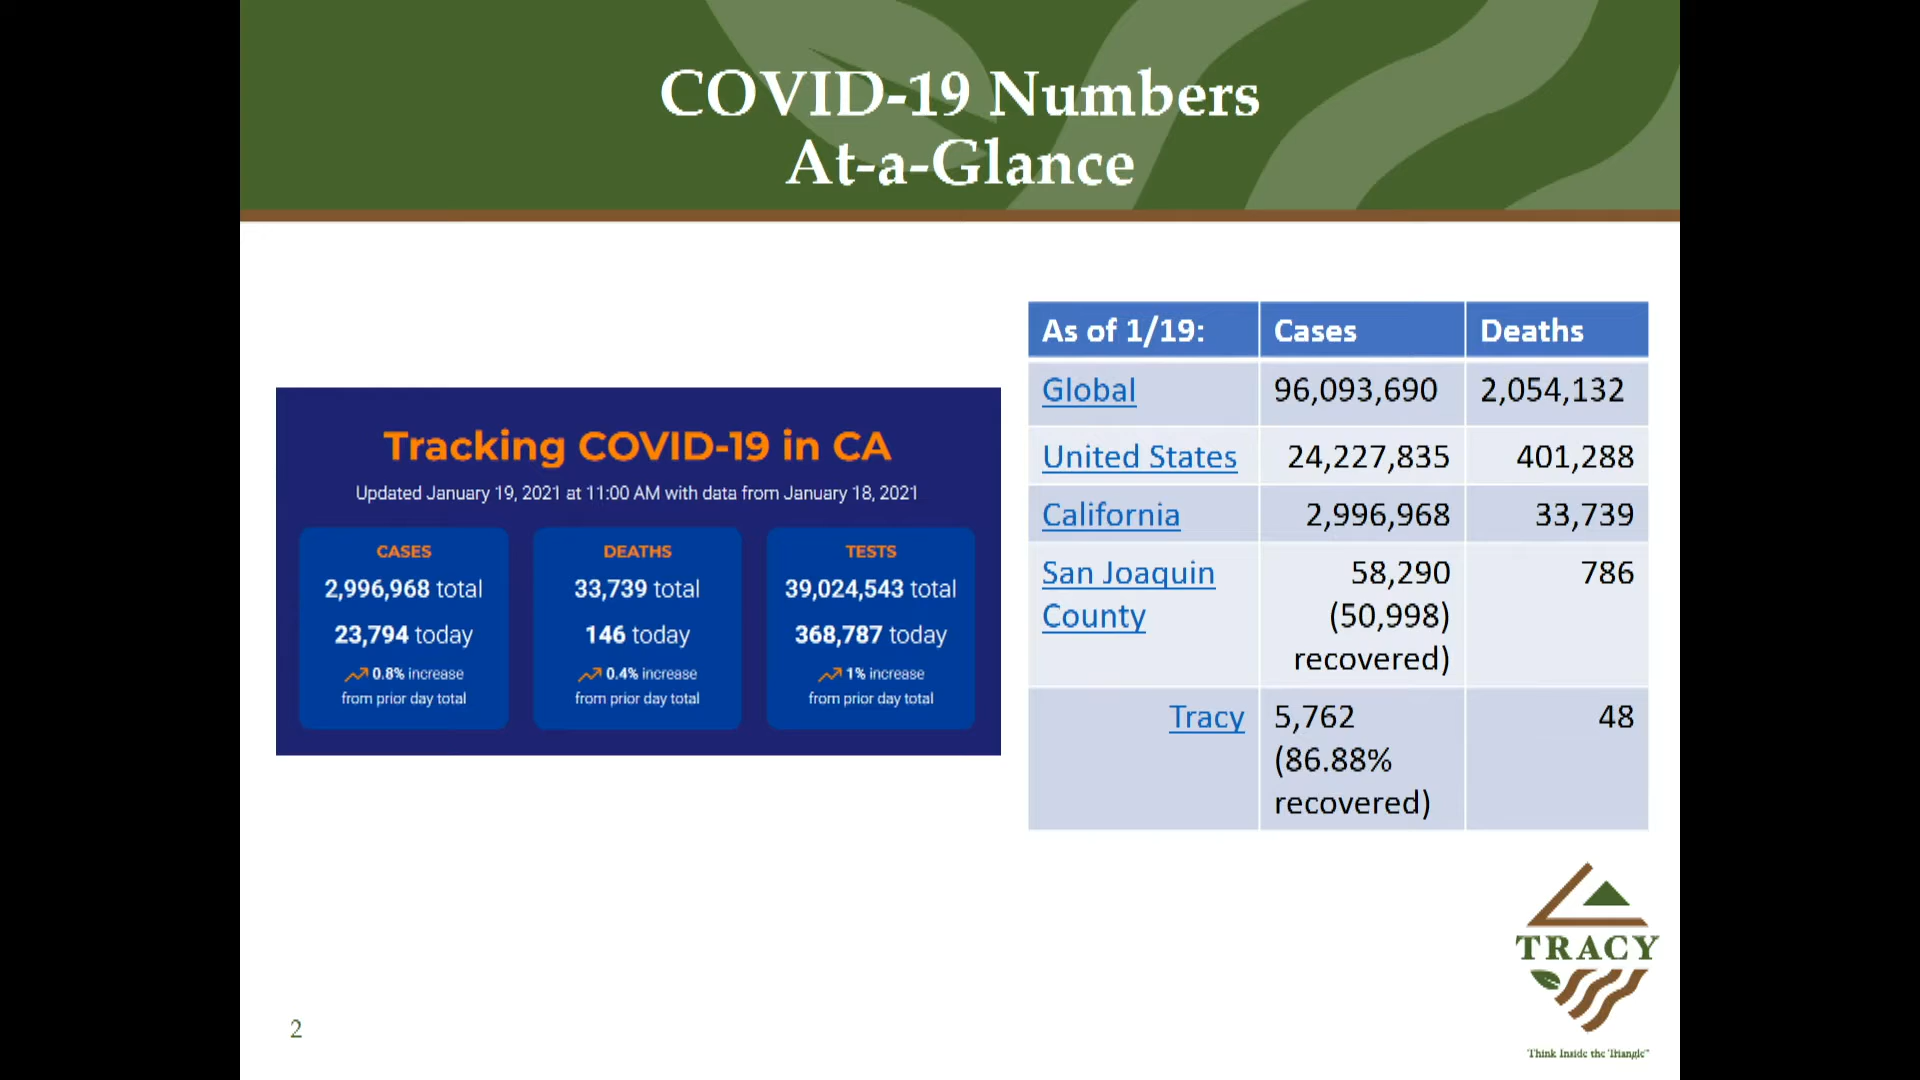 COVID-19 Numbers
At-a-Glance
Tracking COVID-19 in CA
Updated January 19, 2021 at 11:00 AM with data from January 18, 2021
CASES
2,996,968 total
23,794 today
0.8% increase
from prior day total
DEATHS
33,739 total
146 today
0.4% increase
from prior day total
TESTS
39,024,543 total
368,787 today
1% increase
from prior day total
As of 1/19: Cases Deaths
Global 96,093,690 2,054,132
United States 24,227,835 401,288
California 2,996,968 33,739
San Joaquin 58,290 786
County (50,998)
recovered)
Tracy 5,762 48
(86.88%
recovered)
TRACY
Think Inside the Triangle™
2